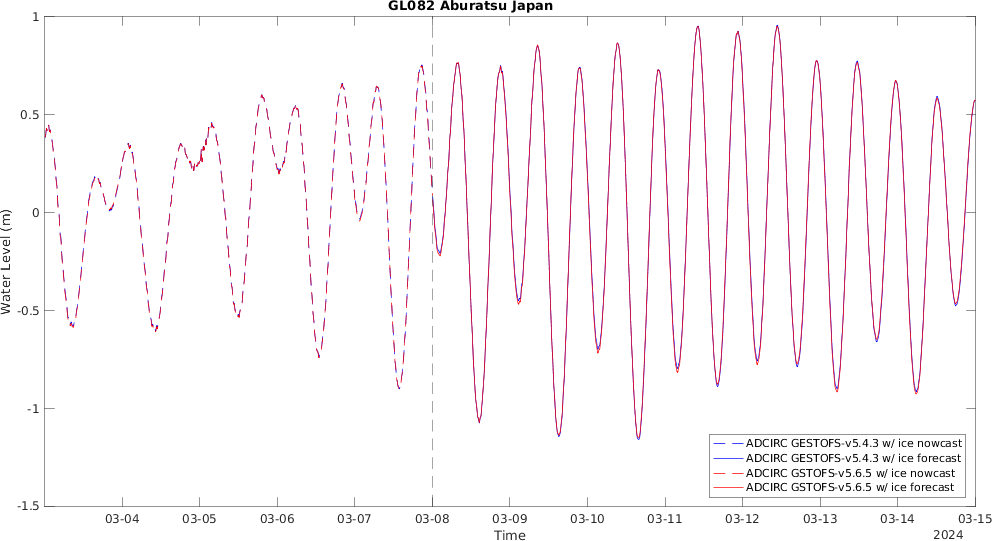 GL082 Aburatsu Japan
1
0.5
0
-0.5
-1
-1.5
Water Level (m)
03-04 03-05 03-06 03-07 03-08 03-09 03-10 03-11 03-12 03-13 03-14 03-15
Time
2024
ADCIRC GESTOFS-v5.4.3 w/ ice nowcast
ADCIRC GESTOFS-v5.4.3 w/ ice forecast
ADCIRC GSTOFS-v5.6.5 w/ ice nowcast
ADCIRC GSTOFS-v5.6.5 w/ ice forecast